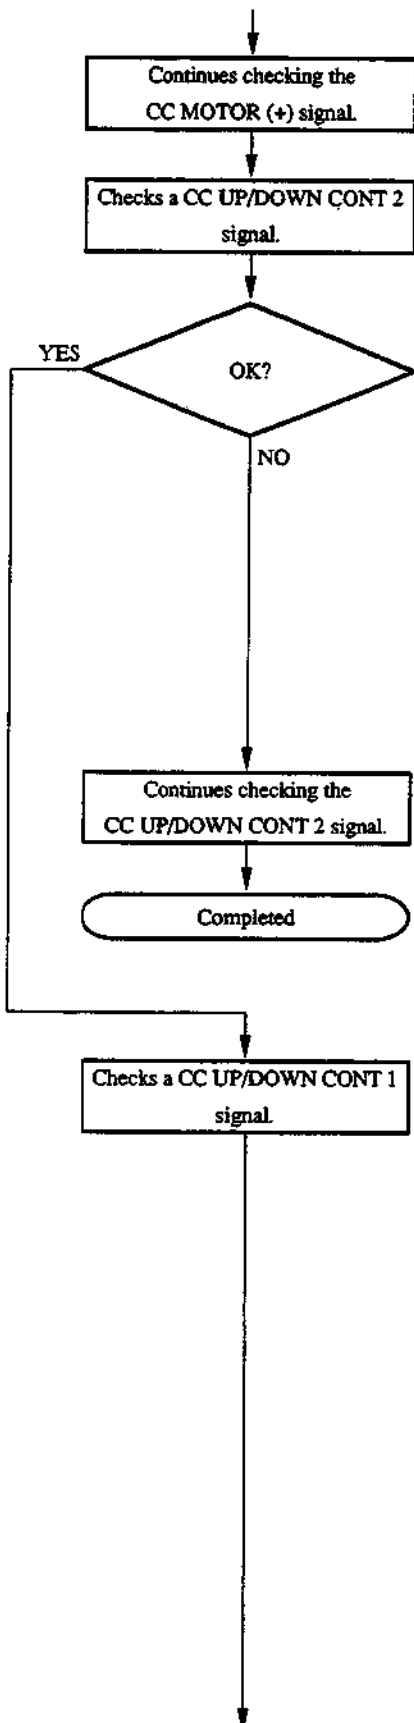 Continues checking the
CC MOTOR (+) signal.
Checks a CC UP/DOWN CONT 2
signal.
YES
OK?
NO
Continues checking the
CC UP/DOWN CONT 2 signal.
Completed
Checks a CC UP/DOWN CONT 1
signal.